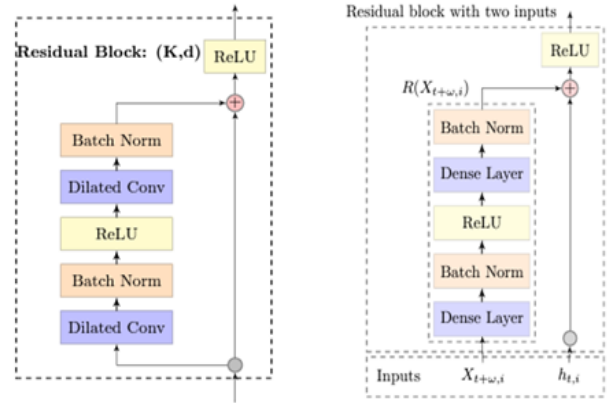 Residual Block: (K,d)
ReLU
+
Batch Norm
Dilated Conv
ReLU
Batch Norm
Dilated Conv
Residual block with two inputs
ReLU
R(X_{t+ω,i})
+
Batch Norm
Dense Layer
ReLU
Batch Norm
Dense Layer
Inputs X_{t+ω,i} h_{t,i}